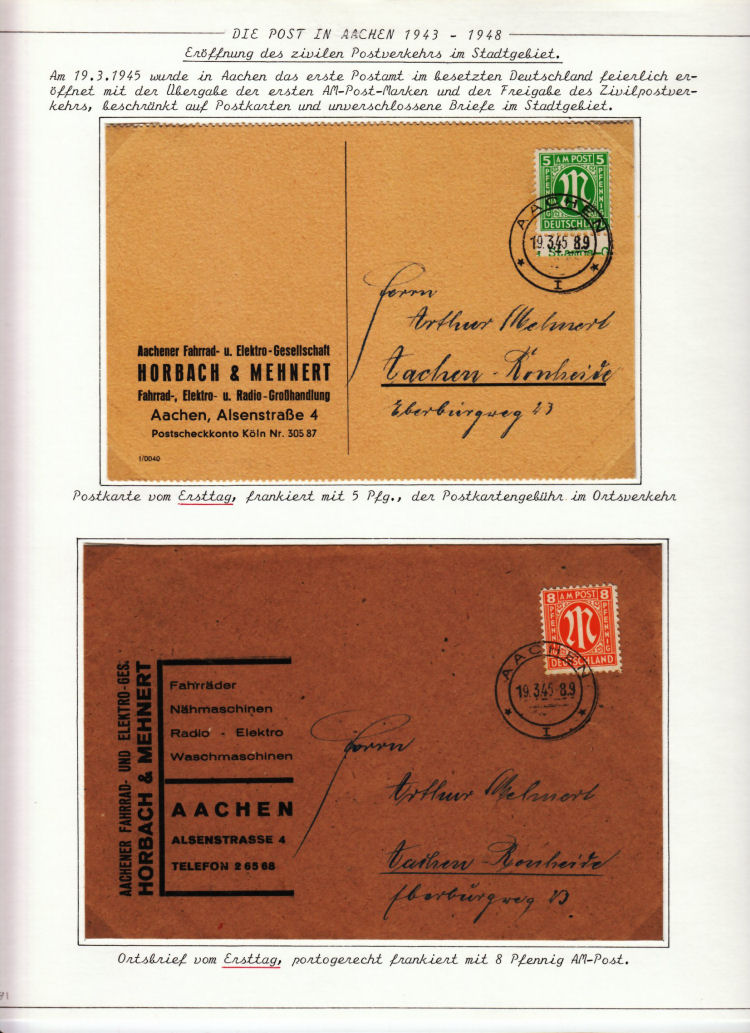 DIE POST IN AACHEN 1943 - 1948
Eröffnung des zivilen Postverkehrs im Stadtgebiet.
Am 19.3.1945 wurde in Aachen das erste Postamt im besetzten Deutschland feierlich er-
öffnet mit der Übergabe der ersten AM-Post-Marken und der Freigabe des Zivilpostver-
kehrs, beschränkt auf Postkarten und unverschlossene Briefe im Stadtgebiet.
5 AM POST 5
PFENNIG PFENNIG
DEUTSCHLAND
AACHEN
19.3.45 8.9
I
Herrn
Arthur Mehnert
Aachen-Ronheide
Eberburgweg 23
Aachener Fahrrad- u. Elektro-Gesellschaft
HORBACH & MEHNERT
Fahrrad-, Elektro- u. Radio-Großhandlung
Aachen, Alsenstraße 4
Postscheckkonto Köln Nr. 305 87
1/0040
Postkarte vom Ersttag, frankiert mit 5 Pfg., der Postkartengebühr im Ortsverkehr
8 AM POST 8
PFENNIG PFENNIG
DEUTSCHLAND
AACHEN
19.3.45 8.9
I
AACHENER FAHRRAD- UND ELEKTRO-GES.
HORBACH & MEHNERT
Fahrräder
Nähmaschinen
Radio - Elektro
Waschmaschinen
AACHEN
ALSENSTRASSE 4
TELEFON 26568
Herrn
Arthur Mehnert
Aachen-Ronheide
Eberburgweg 23
Ortsbrief vom Ersttag, portogerecht frankiert mit 8 Pfennig AM-Post.